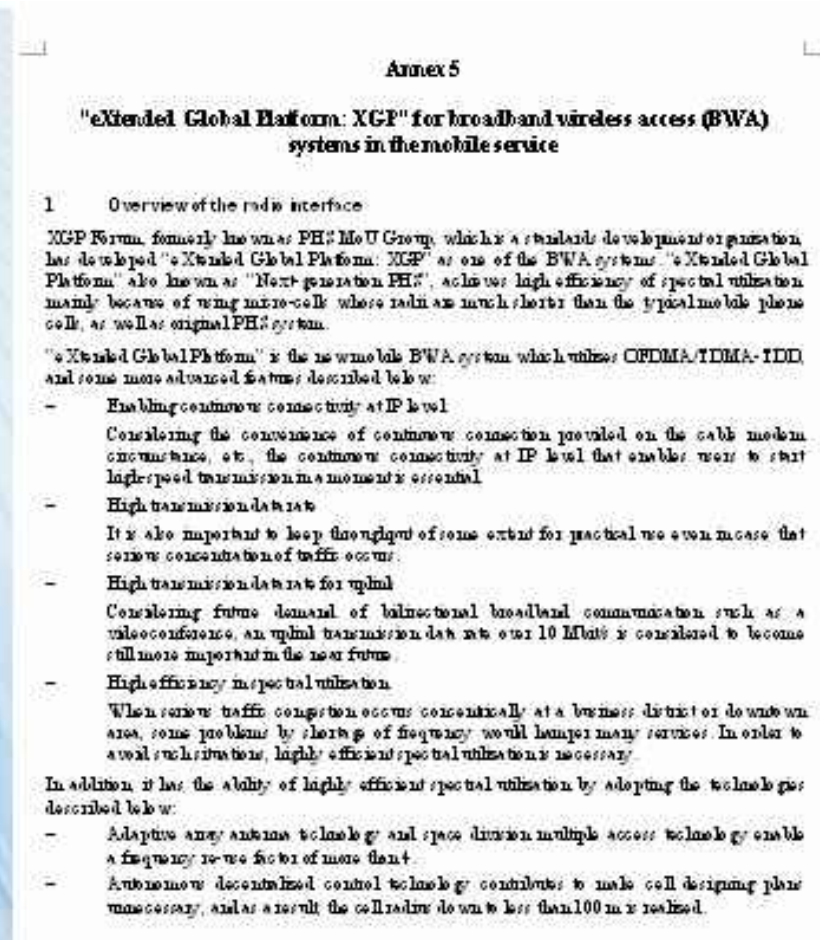 Annex 5
"eXtended Global Platform: XGP" for broadband wireless access (BWA)
systems in the mobile service
1 Overview of the radio interface
XGP Forum, formerly known as PHS MoU Group, which is a standards development organisation,
has developed "eXtended Global Platform: XGP" as one of the BWA systems. "eXtended Global
Platform" also known as "Next-generation PHS", achieves high efficiency of spectral utilisation
mainly because of using micro-cells whose radii are much shorter than the typical mobile phone
cells, as well as original PHS system.
"eXtended Global Platform" is the new mobile BWA system which utilises OFDMA/TDMA-TDD,
and some more advanced features described below:
– Enabling continuous connectivity at IP level
Considering the convenience of continuous connection provided on the cable modem
circumstance, etc., the continuous connectivity at IP level that enables users to start
high-speed transmission in a moment is essential.
– High transmission data rate
It is also important to keep throughput of some extent for practical use even in case that
serious concentration of traffic occurs.
– High transmission data rate for uplink
Considering future demand of bidirectional broadband communication such as a
videoconference, an uplink transmission data rate over 10 Mbit/s is considered to become
still more important in the near future.
– High efficiency in spectral utilisation
When serious traffic congestion occurs concentrically at a business district or downtown
area, some problems by shortage of frequency would hamper many services. In order to
avoid such situations, highly efficient spectral utilization is necessary.
In addition, it has the ability of highly efficient spectral utilisation by adopting the technologies
described below:
– Adaptive array antenna technology and space division multiple access technology enable
a frequency re-use factor of more than 4.
– Autonomous decentralized control technology contributes to make cell designing plans
unnecessary, and as a result, the cell radius down to less than 100 m is realized.